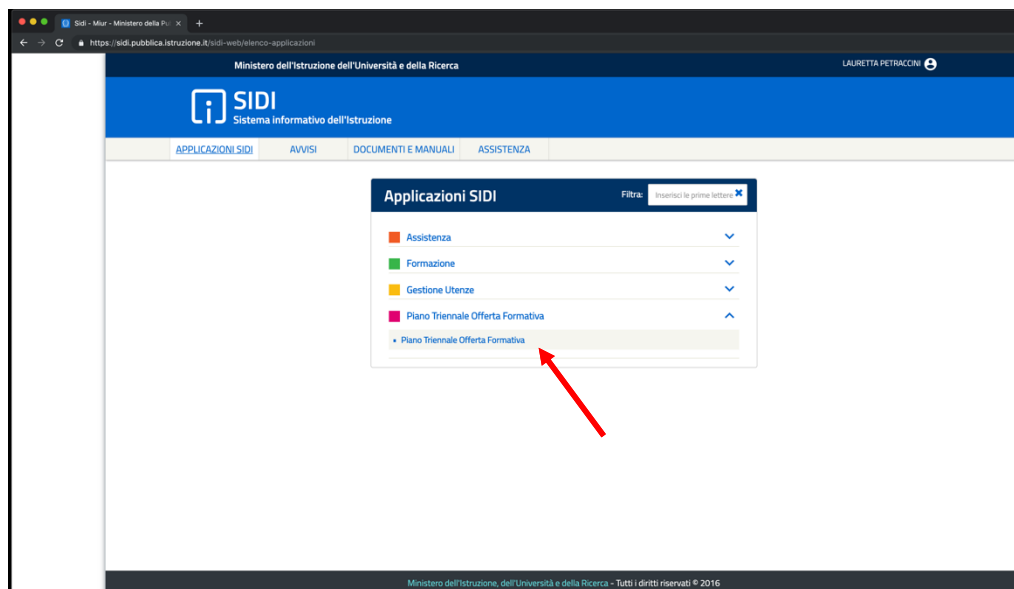 Sidi - Miur - Ministero della Pu
https://sidi.pubblica.istruzione.it/sidi-web/elenco-applicazioni
Ministero dell'Istruzione dell'Università e della Ricerca
LAURETTA PETRACCINI
SIDI
Sistema informativo dell'Istruzione
APPLICAZIONI SIDI AVVISI DOCUMENTI E MANUALI ASSISTENZA
Applicazioni SIDI
Filtra: Inserisci le prime lettere
Assistenza
Formazione
Gestione Utenze
Piano Triennale Offerta Formativa
• Piano Triennale Offerta Formativa
Ministero dell'Istruzione, dell'Università e della Ricerca - Tutti i diritti riservati © 2016